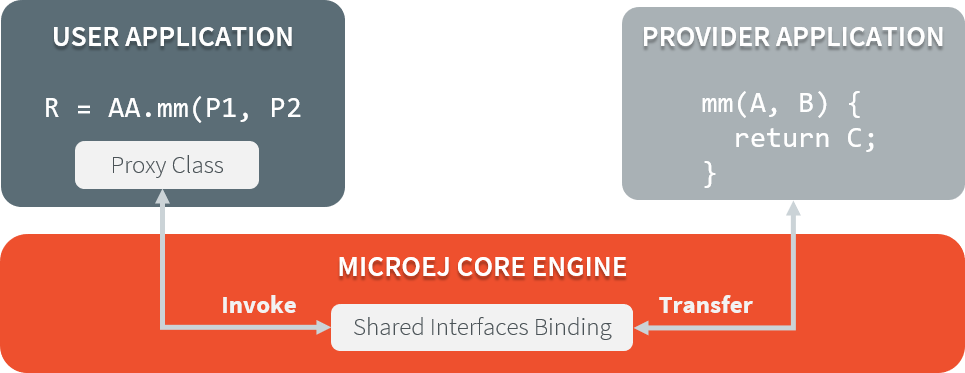 USER APPLICATION
R = AA.mm(P1, P2
Proxy Class
PROVIDER APPLICATION
mm(A, B) {
return C;
}
MICROEJ CORE ENGINE
Invoke
Transfer
Shared Interfaces Binding